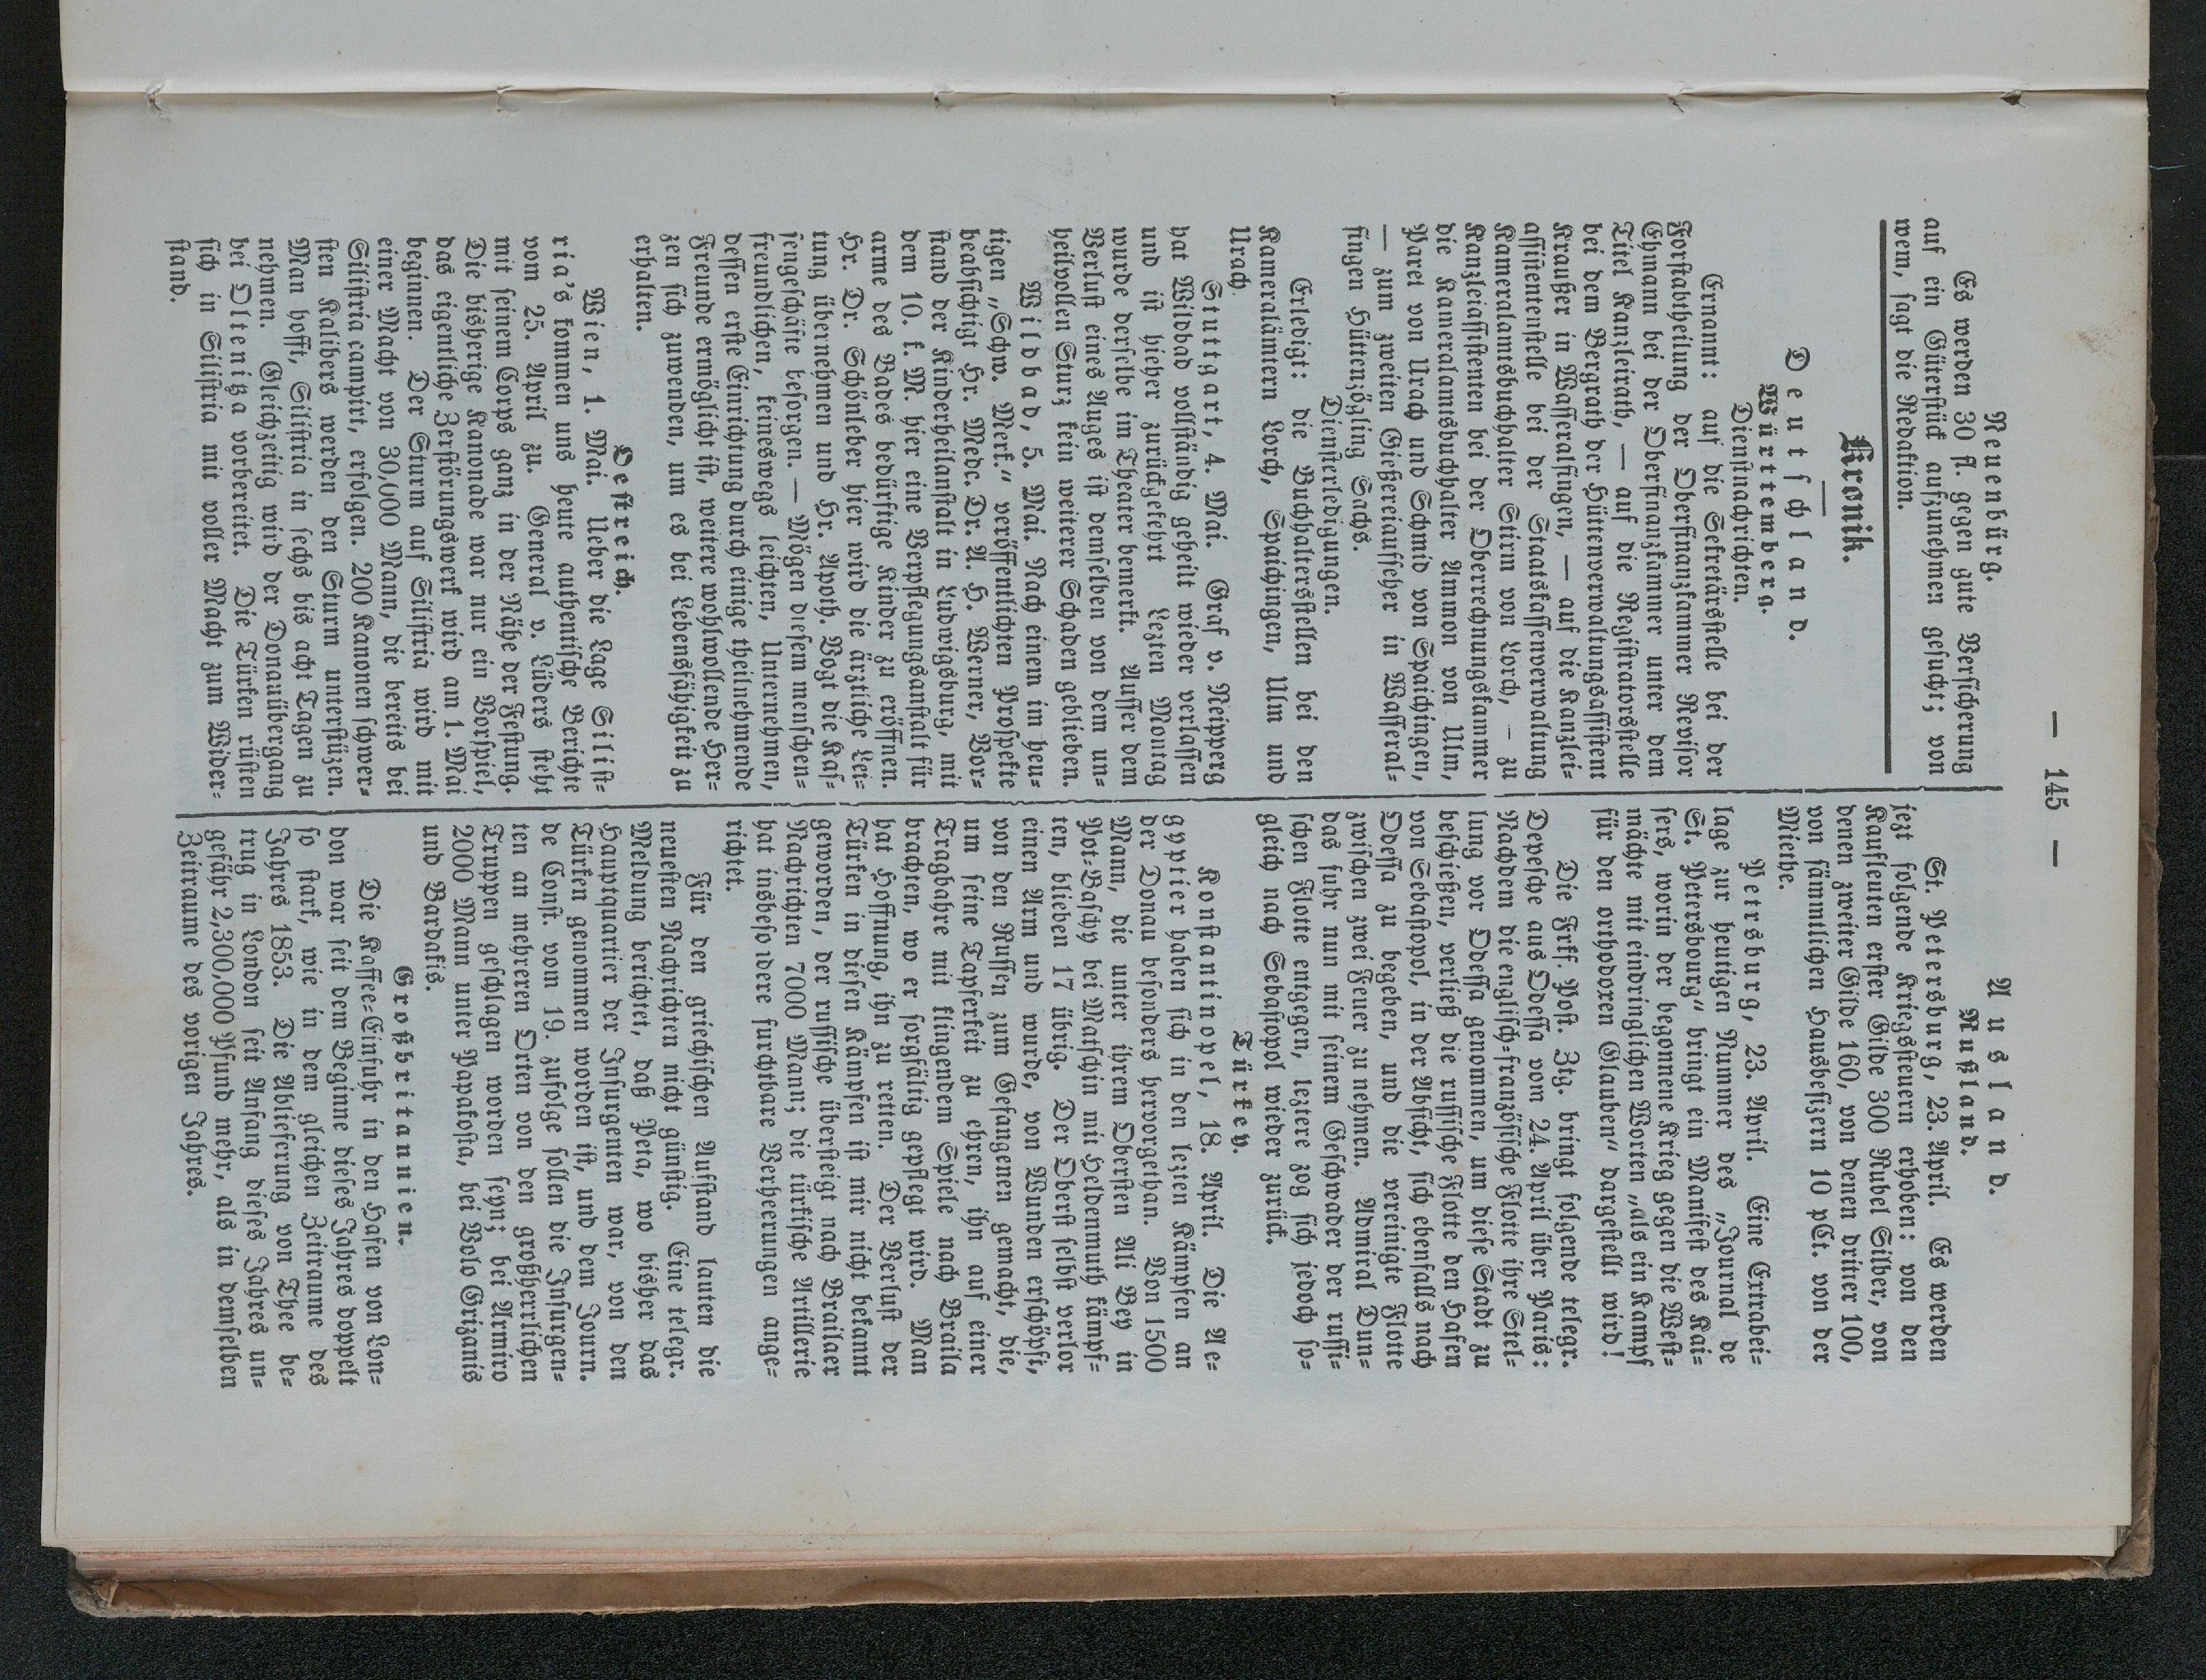 — 145 —
Neuenbürg.
Es werden 30 fl. gegen gute Versicherung
auf ein Güterstück aufzunehmen gesucht; von
wem, sagt die Redaktion.
Kronik.
Deutschland.
Württemberg.
Dienstnachrichten.
Ernannt: auf die Sekretärsstelle bei der
Forstabtheilung der Oberfinanzkammer Revisor
Ehmann bei der Oberfinanzkammer unter dem
Titel Kanzleirath, — auf die Registratorsstelle
bei dem Bergrath der Hüttenverwaltungsassistent
Kraußer in Wasseralfingen, — auf die Kanzlei-
assistentenstelle bei der Staatskassenverwaltung
Kameralamtsbuchhalter Stirm von Lorch, — zu
Kanzleiassistenten bei der Oberrechnungskammer
die Kameralamtsbuchhalter Ammon von Ulm,
Paret von Urach und Schmid von Spaichingen,
— zum zweiten Gießereiaufseher in Wasseral-
fingen Hüttenzögling Sachs.
Diensterledigungen.
Erledigt: die Buchhaltersstellen bei den
Kameralämern Lorch, Spaichingen, Ulm und
Urach.
Stuttgart, 4. Mai. Graf v. Neipperg
hat Wildbad vollständig geheilt wieder verlassen
und ist hieher zurückgekehrt Lezten Montag
wurde derselbe im Theater bemerkt. Ausser dem
Verlust eines Auges ist demselben von dem un-
heilvollen Sturz kein weiterer Schaden geblieben.
Wildbad, 5. Mai. Nach einem im heu-
tigen „Schw. Merk.“ veröffentlichten Prospekte
beabsichtigt Hr. Med. Dr. A. H. Werner, Vor-
stand der Kinderheilanstalt in Ludwigsburg, mit
dem 10. k. M. hier eine Verpflegungsanstalt für
arme des Bades bedürftige Kinder zu eröffnen.
Hr. Dr. Schönleber hier wird die ärztliche Lei-
tung übernehmen und Hr. Apoth. Vogt die Kas-
sengeschäfte besorgen. — Mögen diesem menschen-
freundlichen, keineswegs leichten, Unternehmen,
dessen erste Einrichtung durch einige theilnehmende
Freunde ermöglicht ist, weitere wohlwollende Her-
zen sich zuwenden, um es bei Lebensfähigkeit zu
erhalten.
Oestreich.
Wien, 1. Mai. Ueber die Lage Silist-
ria's kommen uns heute authentische Berichte
vom 25. April zu. General v. Lüders steht
mit seinem Corps ganz in der Nähe der Festung.
Die bisherige Kanonade war nur ein Vorspiel,
das eigentliche Zerstörungswerk wird am 1. Mai
beginnen. Der Sturm auf Silistria wird mit
einer Macht von 30,000 Mann, die bereits bei
Silistria campirt, erfolgen. 200 Kanonen schwer-
sten Kalibers werden den Sturm unterstüzen.
Man hofft, Silistria in sechs bis acht Tagen zu
nehmen. Gleichzeitig wird der Donauübergang
bei Olteniza vorbereitet. Die Türken rüsten
sich in Silistria mit voller Macht zum Wider-
stand.
Ausland.
Rußland.
St. Petersburg, 23. April. Es werden
jezt folgende Kriegssteuern erhoben: von den
Kaufleuten erster Gilde 300 Rubel Silber, von
denen zweiter Gilde 160, von denen dritter 100,
von sämmtlichen Hausbesizern 10 pCt. von der
Miethe.
Petersburg, 23. April. Eine Extrabei-
lage zur heutigen Nummer des „Journal de
St. Petersbourg“ bringt ein Manifest des Kai-
sers, worin der begonnene Krieg gegen die West-
mächte mit eindringlichen Worten „als ein Kampf
für den orthodoxen Glauben“ dargestellt wird!
Die Frkf. Post. Ztg. bringt folgende telegr.
Depesche aus Odessa vom 24. April über Paris:
Nachdem die englisch-französische Flotte ihre Stel-
lung vor Odessa genommen, um diese Stadt zu
beschießen, verließ die russische Flotte den Hafen
von Sebastopol, in der Absicht, sich ebenfalls nach
Odessa zu begeben, und die vereinigte Flotte
zwischen zwei Feuer zu nehmen. Admiral Dun-
das fuhr nun mit seinem Geschwader der russi-
schen Flotte entgegen, leztere zog sich jedoch so-
gleich nach Sebastopol wieder zurück.
Türkey.
Konstantinopel, 18. April. Die Ae-
gyptier haben sich in den lezten Kämpfen an
der Donau besonders hervorgethan. Von 1500
Mann, die unter ihrem Obersten Ali Bey in
Pot-Baschy bei Matschin mit Heldenmuth kämpf-
ten, blieben 17 übrig. Der Oberst selbst verlor
einen Arm und wurde, von Wunden erschöpft,
von den Russen zum Gefangenen gemacht, die,
um seine Tapferkeit zu ehren, ihn auf einer
Tragbahre mit klingendem Spiele nach Braila
brachten, wo er sorgfältig gepflegt wird. Man
hat Hoffnung, ihn zu retten. Der Verlust der
Türken in diesen Kämpfen ist mir nicht bekannt
geworden, der russische übersteigt nach Brailaer
Nachrichten 7000 Mann; die türkische Artillerie
hat insbesondere furchtbare Verheerungen ange-
richtet.
Für den griechischen Aufstand lauten die
neuesten Nachrichten nicht günstig. Eine telegr.
Meldung berichtet, daß Peta, wo bisher das
Hauptquartier der Insurgenten war, von den
Türken genommen worden ist, und dem Journ.
de Const. von 19. zufolge sollen die Insurgen-
ten an mehreren Orten von den großherrlichen
Truppen geschlagen worden seyn; bei Armiro
2000 Mann unter Papakosta, bei Volo Grizanis
und Bardakis.
Großbritannien.
Die Kaffee-Einfuhr in den Hafen von Lon-
don war seit dem Beginne dieses Jahres doppelt
so stark, wie in dem gleichen Zeitraume des
Jahres 1853. Die Ablieferung von Thee be-
trug in London seit Anfang dieses Jahres un-
gefähr 2,300,000 Pfund mehr, als in demselben
Zeitraume des vorigen Jahres.